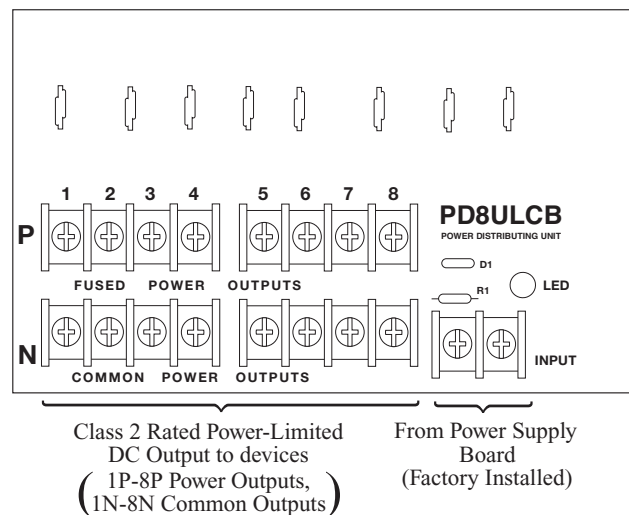 1 2 3 4 5 6 7 8
P
PD8ULCB
POWER DISTRIBUTING UNIT
D1
FUSED POWER OUTPUTS
R1
LED
N
INPUT
COMMON POWER OUTPUTS
Class 2 Rated Power-Limited
DC Output to devices
(1P-8P Power Outputs,
1N-8N Common Outputs)
From Power Supply
Board
(Factory Installed)